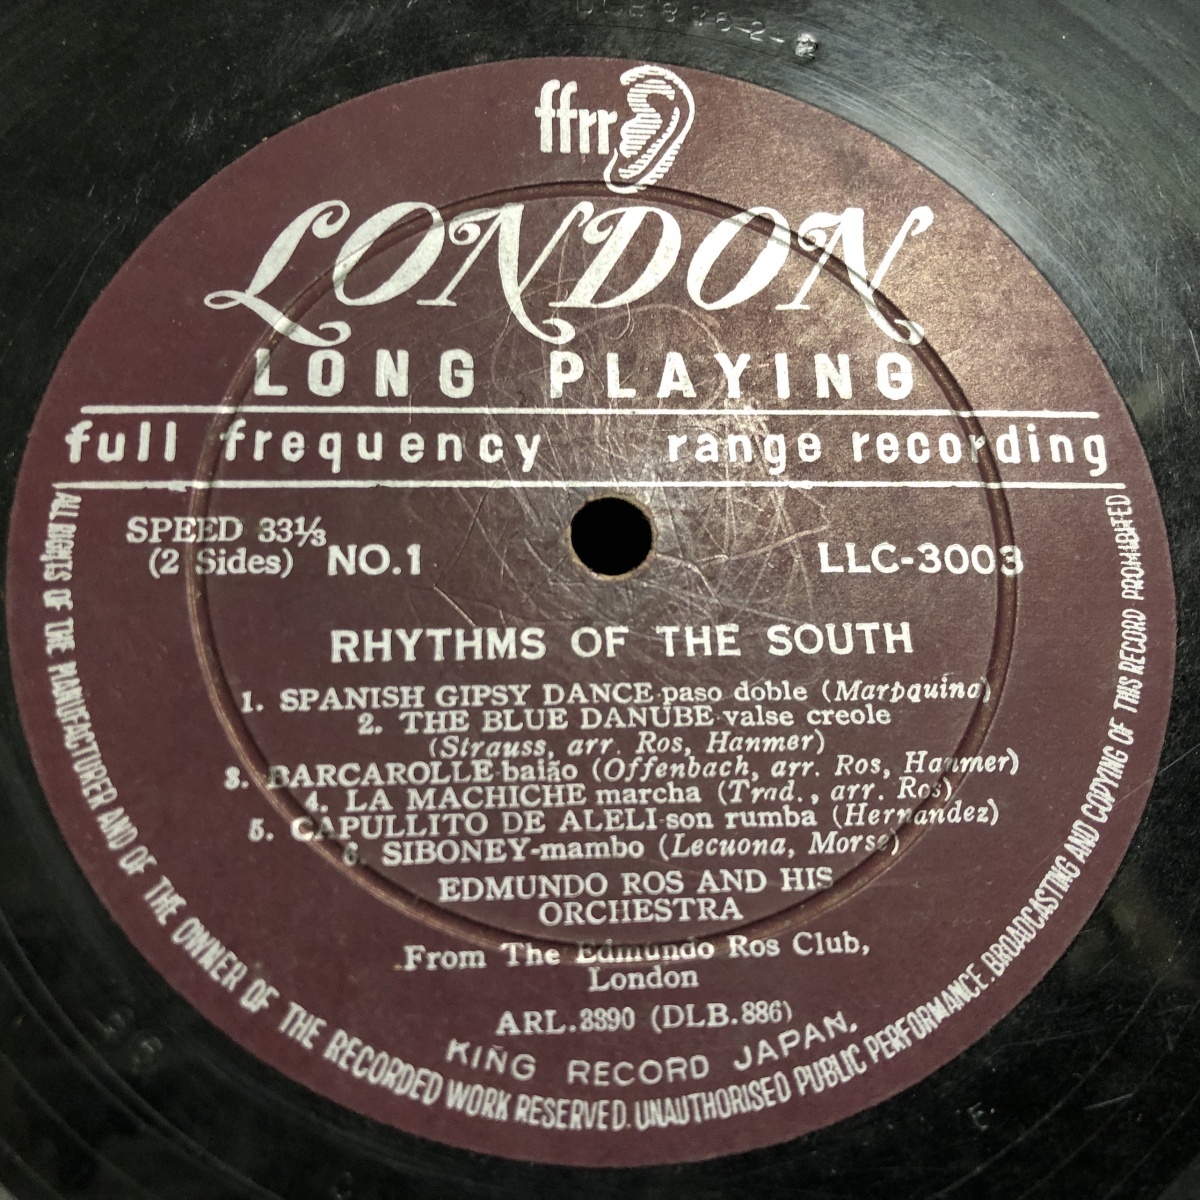 ffrr
LONDON
LONG PLAYING
full frequency range recording
SPEED 33⅓
(2 Sides) NO.1 LLC-3003
RHYTHMS OF THE SOUTH
1. SPANISH GIPSY DANCE-paso doble (Marpquina)
2. THE BLUE DANUBE-valse creole
(Strauss, arr. Ros, Hanmer)
3. BARCAROLLE-baião (Offenbach, arr. Ros, Hanmer)
4. LA MACHICHE marcha (Trad., arr. Ros)
5. CAPULLITO DE ALELI-son rumba (Hernandez)
6. SIBONEY-mambo (Lecuona, Morse)
EDMUNDO ROS AND HIS
ORCHESTRA
From The Edmundo Ros Club,
London
ARL.3390 (DLB.886)
KING RECORD JAPAN.
ALL RIGHTS OF THE MANUFACTURER AND OF THE OWNER OF THE RECORDED WORK RESERVED. UNAUTHORISED PUBLIC PERFORMANCE. BROADCASTING AND COPYING OF THIS RECORD PROHIBITED